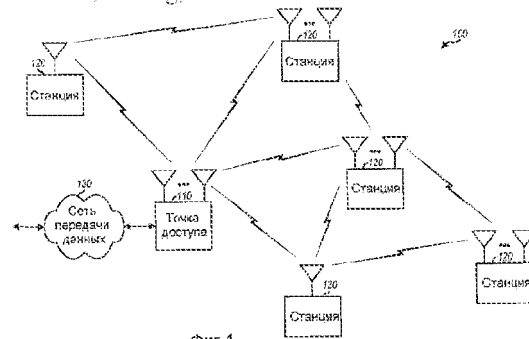 120
Станция
120
Станция
100
120
Станция
130
Сеть
передачи
данных
110
Точка
доступа
120
Станция
120
Станция